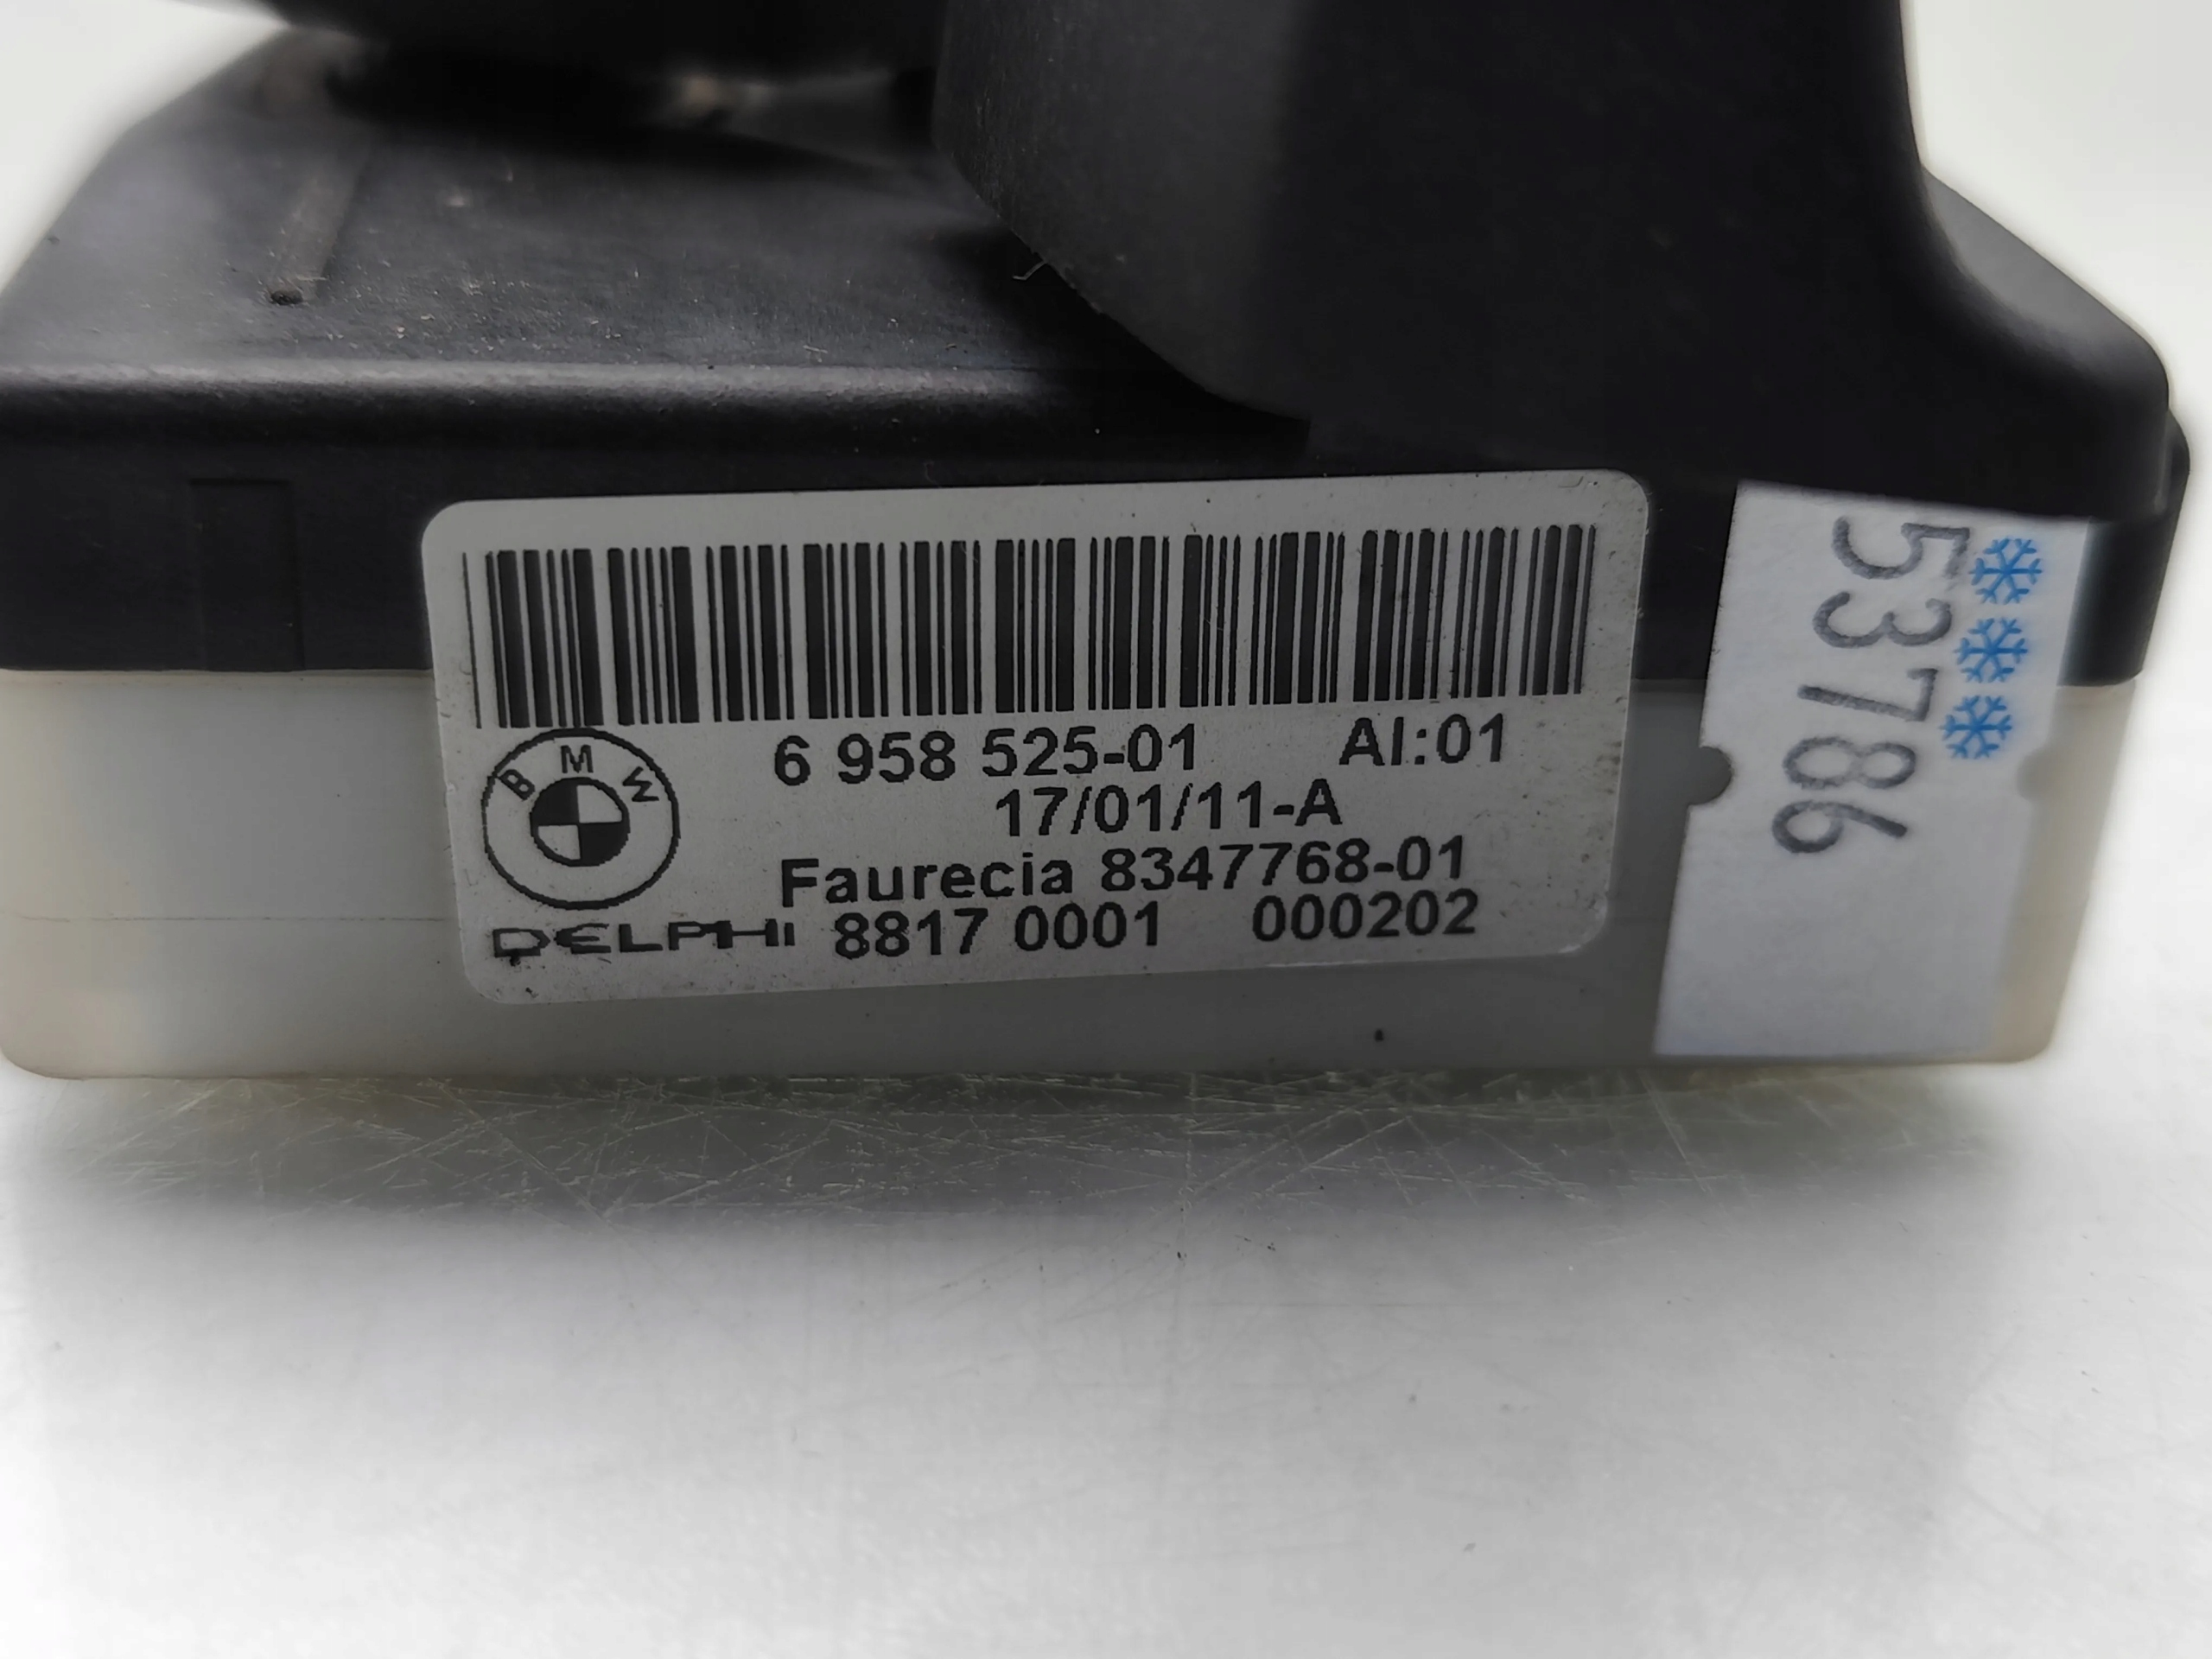 6 958 525-01 AI:01
17/01/11-A
BMW
Faurecia 8347768-01
DELPHI 8817 0001 000202
53786